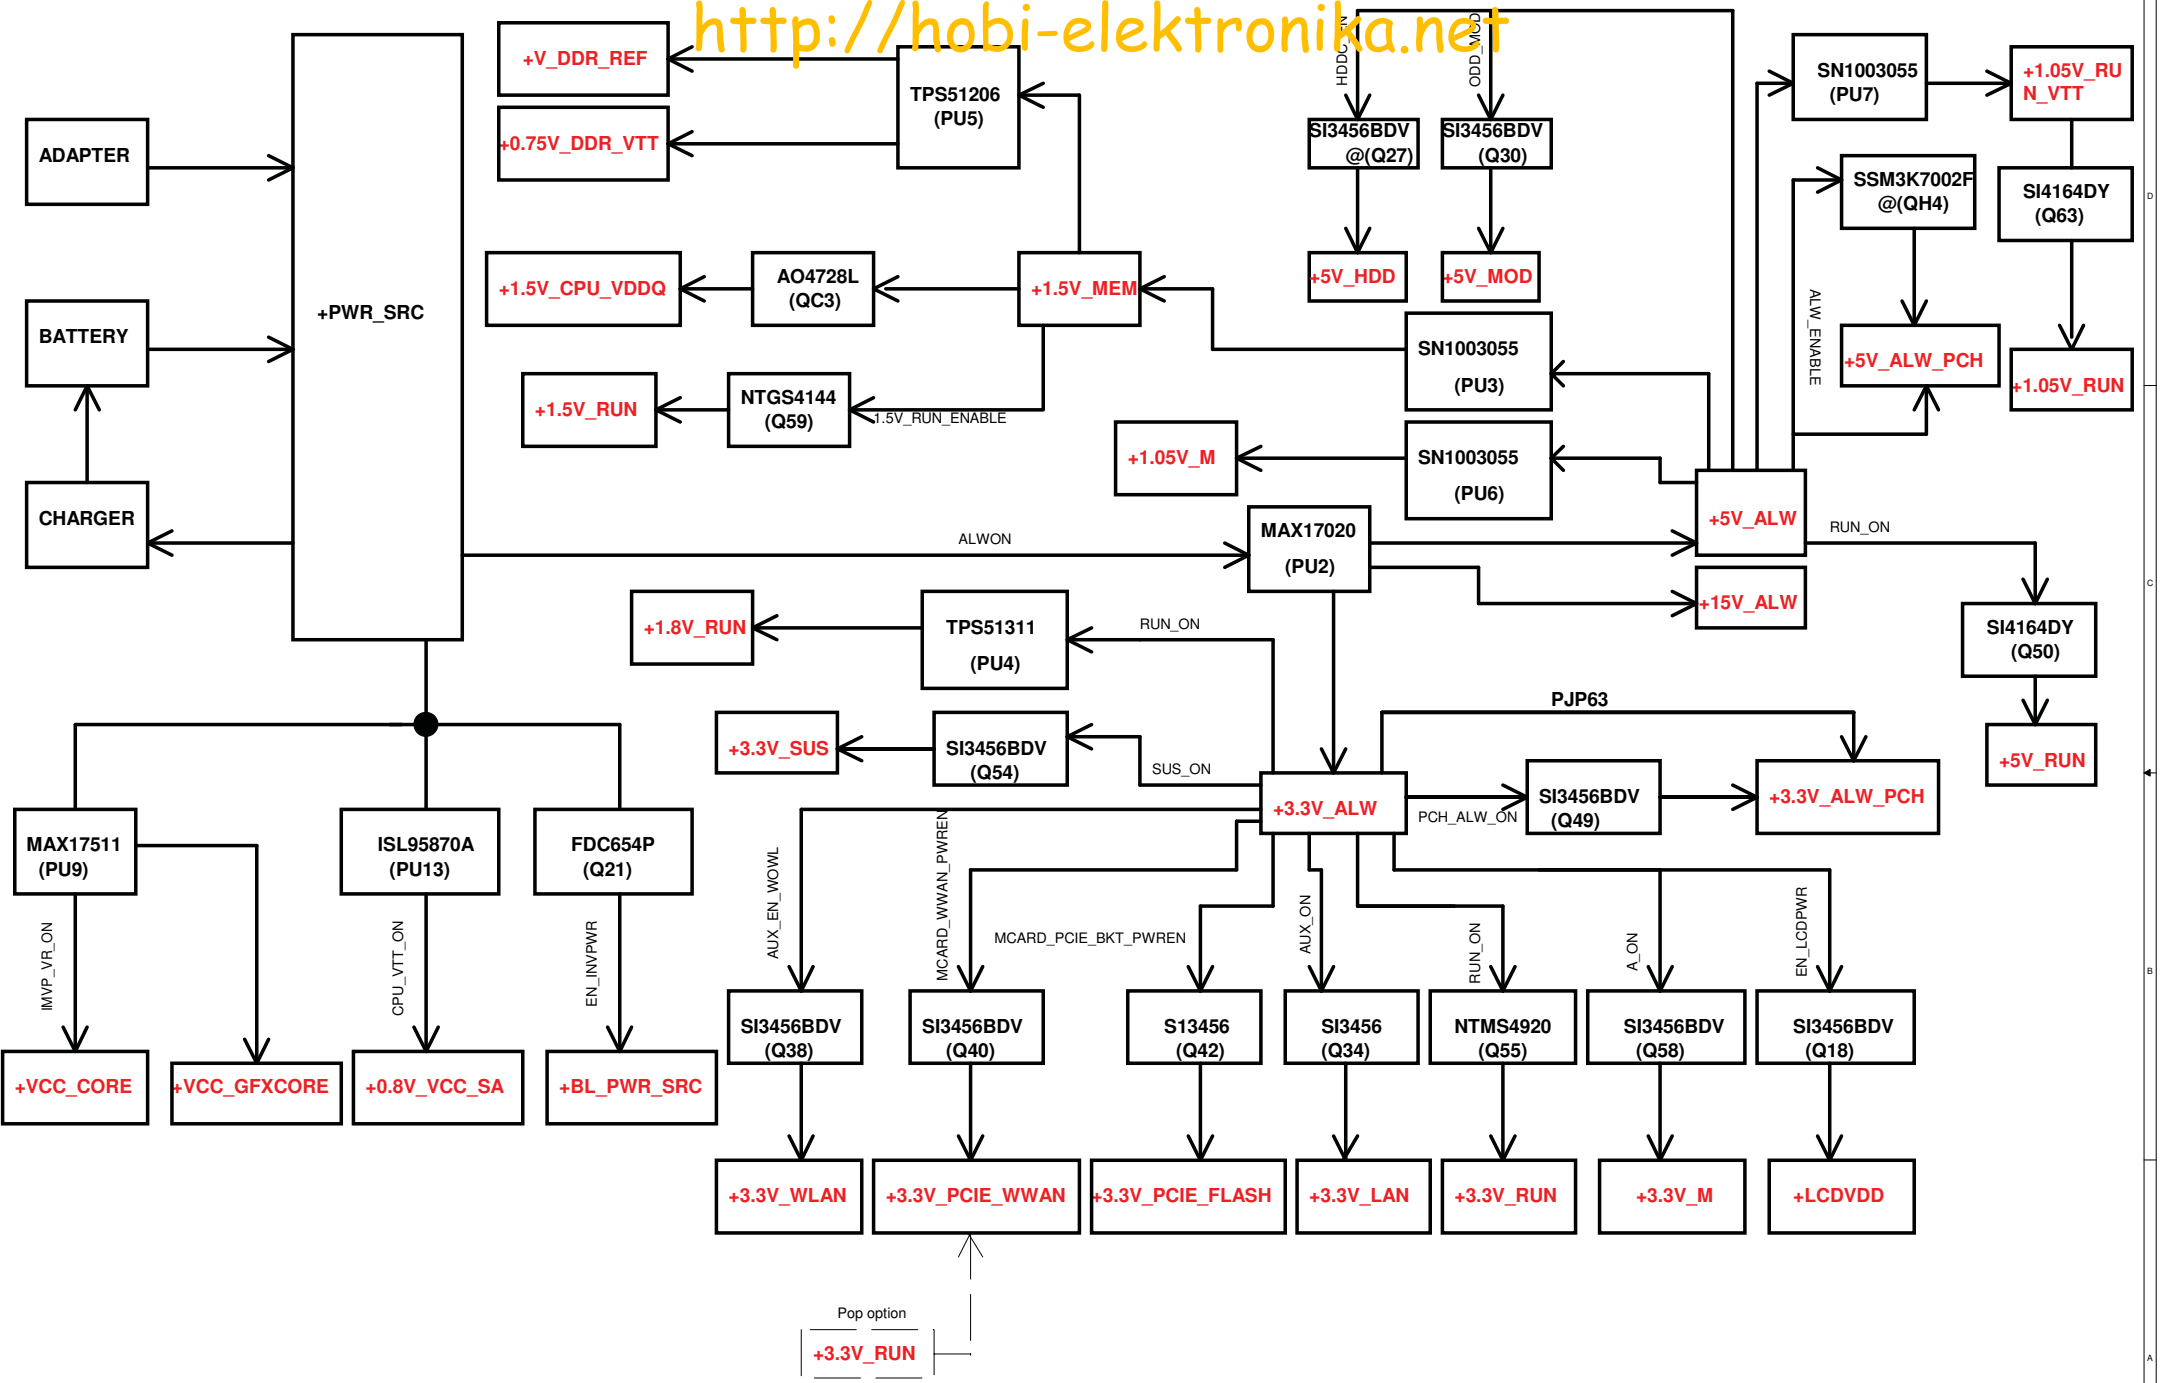 http://hobi-elektronika.net
+V_DDR_REF
+0.75V_DDR_VTT
TPS51206
(PU5)
ADAPTER
BATTERY
CHARGER
+PWR_SRC
+1.5V_CPU_VDDQ
AO4728L
(QC3)
+1.5V_MEM
+1.5V_RUN
NTGS4144
(Q59)
1.5V_RUN_ENABLE
ODD_MOD
SI3456BDV
@(Q27)
SI3456BDV
(Q30)
+5V_HDD
+5V_MOD
SN1003055
(PU7)
+1.05V_RU
N_VTT
SSM3K7002F
@(QH4)
SI4164DY
(Q63)
ALW_ENABLE
+5V_ALW_PCH
+1.05V_RUN
SN1003055
(PU3)
+1.05V_M
SN1003055
(PU6)
ALWON
MAX17020
(PU2)
+5V_ALW
RUN_ON
+15V_ALW
SI4164DY
(Q50)
+5V_RUN
+1.8V_RUN
TPS51311
(PU4)
RUN_ON
+3.3V_SUS
SI3456BDV
(Q54)
SUS_ON
PJP63
+3.3V_ALW
PCH_ALW_ON
SI3456BDV
(Q49)
+3.3V_ALW_PCH
MAX17511
(PU9)
ISL95870A
(PU13)
FDC654P
(Q21)
IMVP_VR_ON
CPU_VTT_ON
EN_INVPWR
+VCC_CORE
+VCC_GFXCORE
+0.8V_VCC_SA
+BL_PWR_SRC
AUX_EN_WOWL
MCARD_WWAN_PWREN
MCARD_PCIE_BKT_PWREN
AUX_ON
RUN_ON
A_ON
EN_LCDPWR
SI3456BDV
(Q38)
SI3456BDV
(Q40)
S13456
(Q42)
SI3456
(Q34)
NTMS4920
(Q55)
SI3456BDV
(Q58)
SI3456BDV
(Q18)
+3.3V_WLAN
+3.3V_PCIE_WWAN
+3.3V_PCIE_FLASH
+3.3V_LAN
+3.3V_RUN
+3.3V_M
+LCDVDD
Pop option
+3.3V_RUN
D
C
B
A